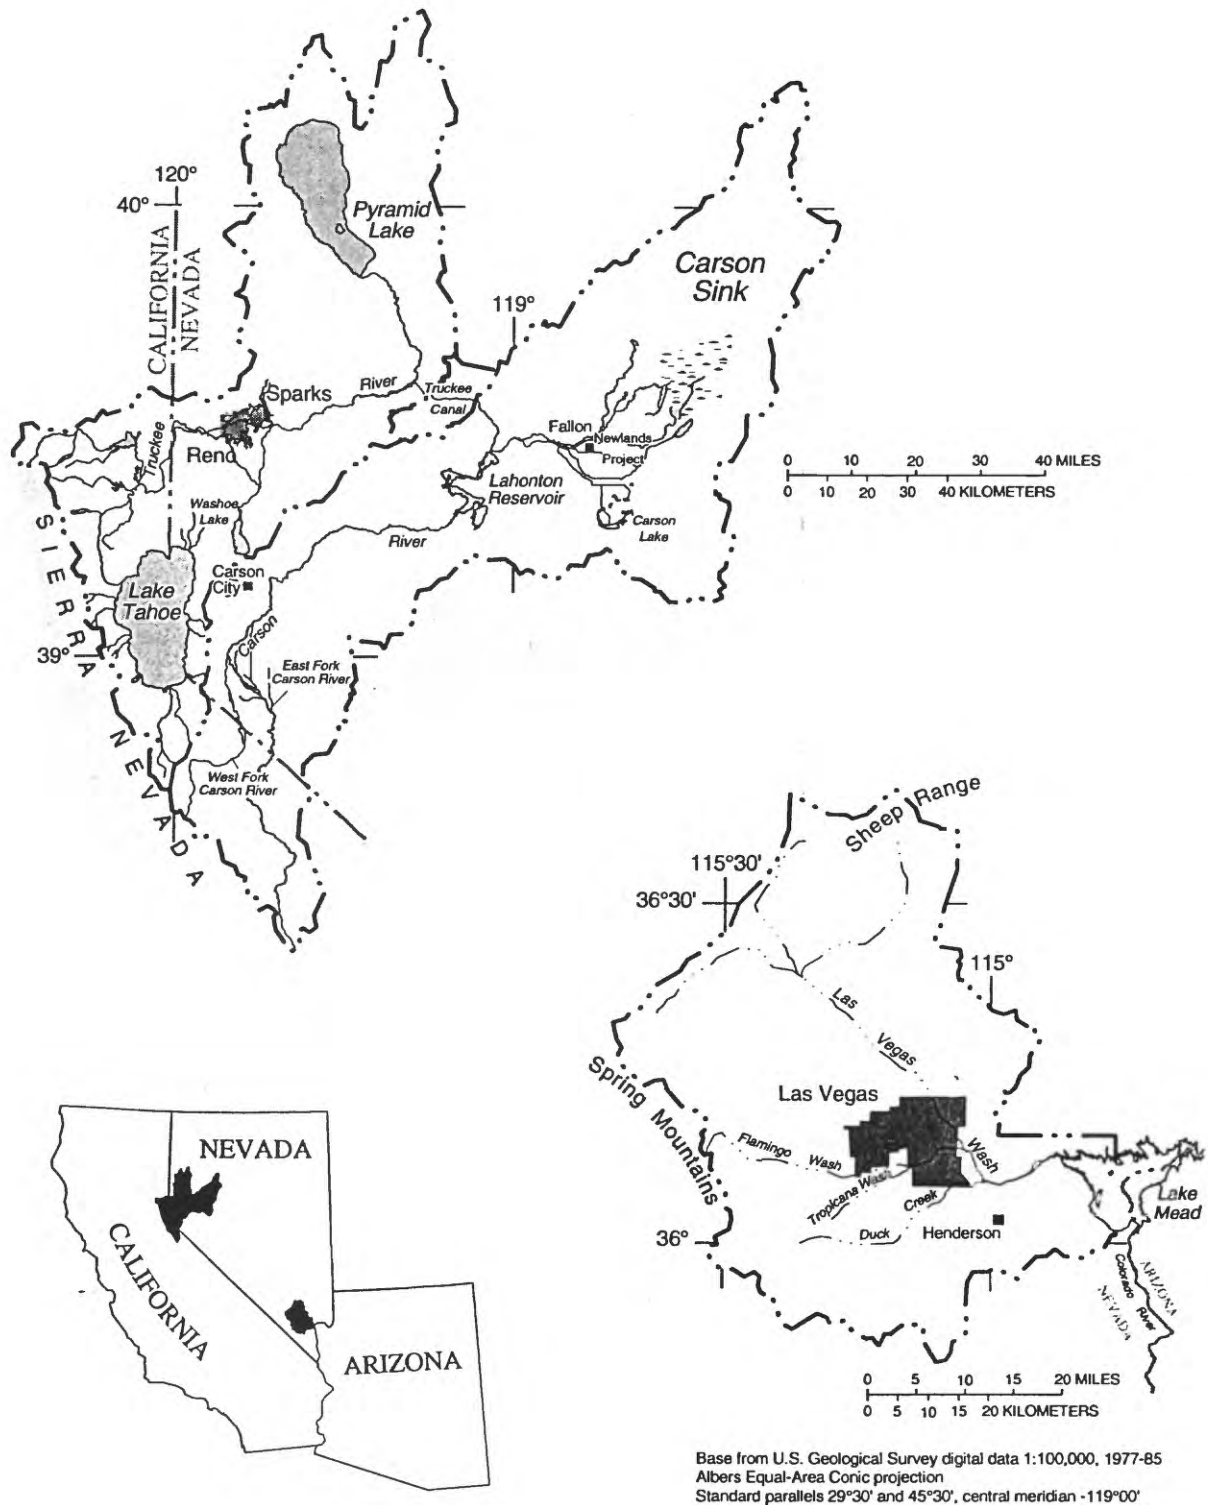 120°
40°
CALIFORNIA
NEVADA
Pyramid
Lake
Carson
Sink
119°
Sparks
River
Truckee
Canal
Truckee
Reno
Fallon
Newlands
Project
Lahonton
Reservoir
Washoe
Lake
Carson
Lake
River
0 10 20 30 40 MILES
0 10 20 30 40 KILOMETERS
SIERRA NEVADA
Lake
Tahoe
Carson
City
39°
Carson
East Fork
Carson River
West Fork
Carson River
Sheep Range
115°30'
36°30'
115°
Las
Vegas
Wash
Spring Mountains
Las Vegas
Flamingo
Wash
Tropicana Wash
Duck
Creek
Henderson
36°
Lake
Mead
Colorado River
ARIZONA
NEVADA
0 5 10 15 20 MILES
0 5 10 15 20 KILOMETERS
NEVADA
CALIFORNIA
ARIZONA
Base from U.S. Geological Survey digital data 1:100,000, 1977-85
Albers Equal-Area Conic projection
Standard parallels 29°30' and 45°30', central meridian -119°00'